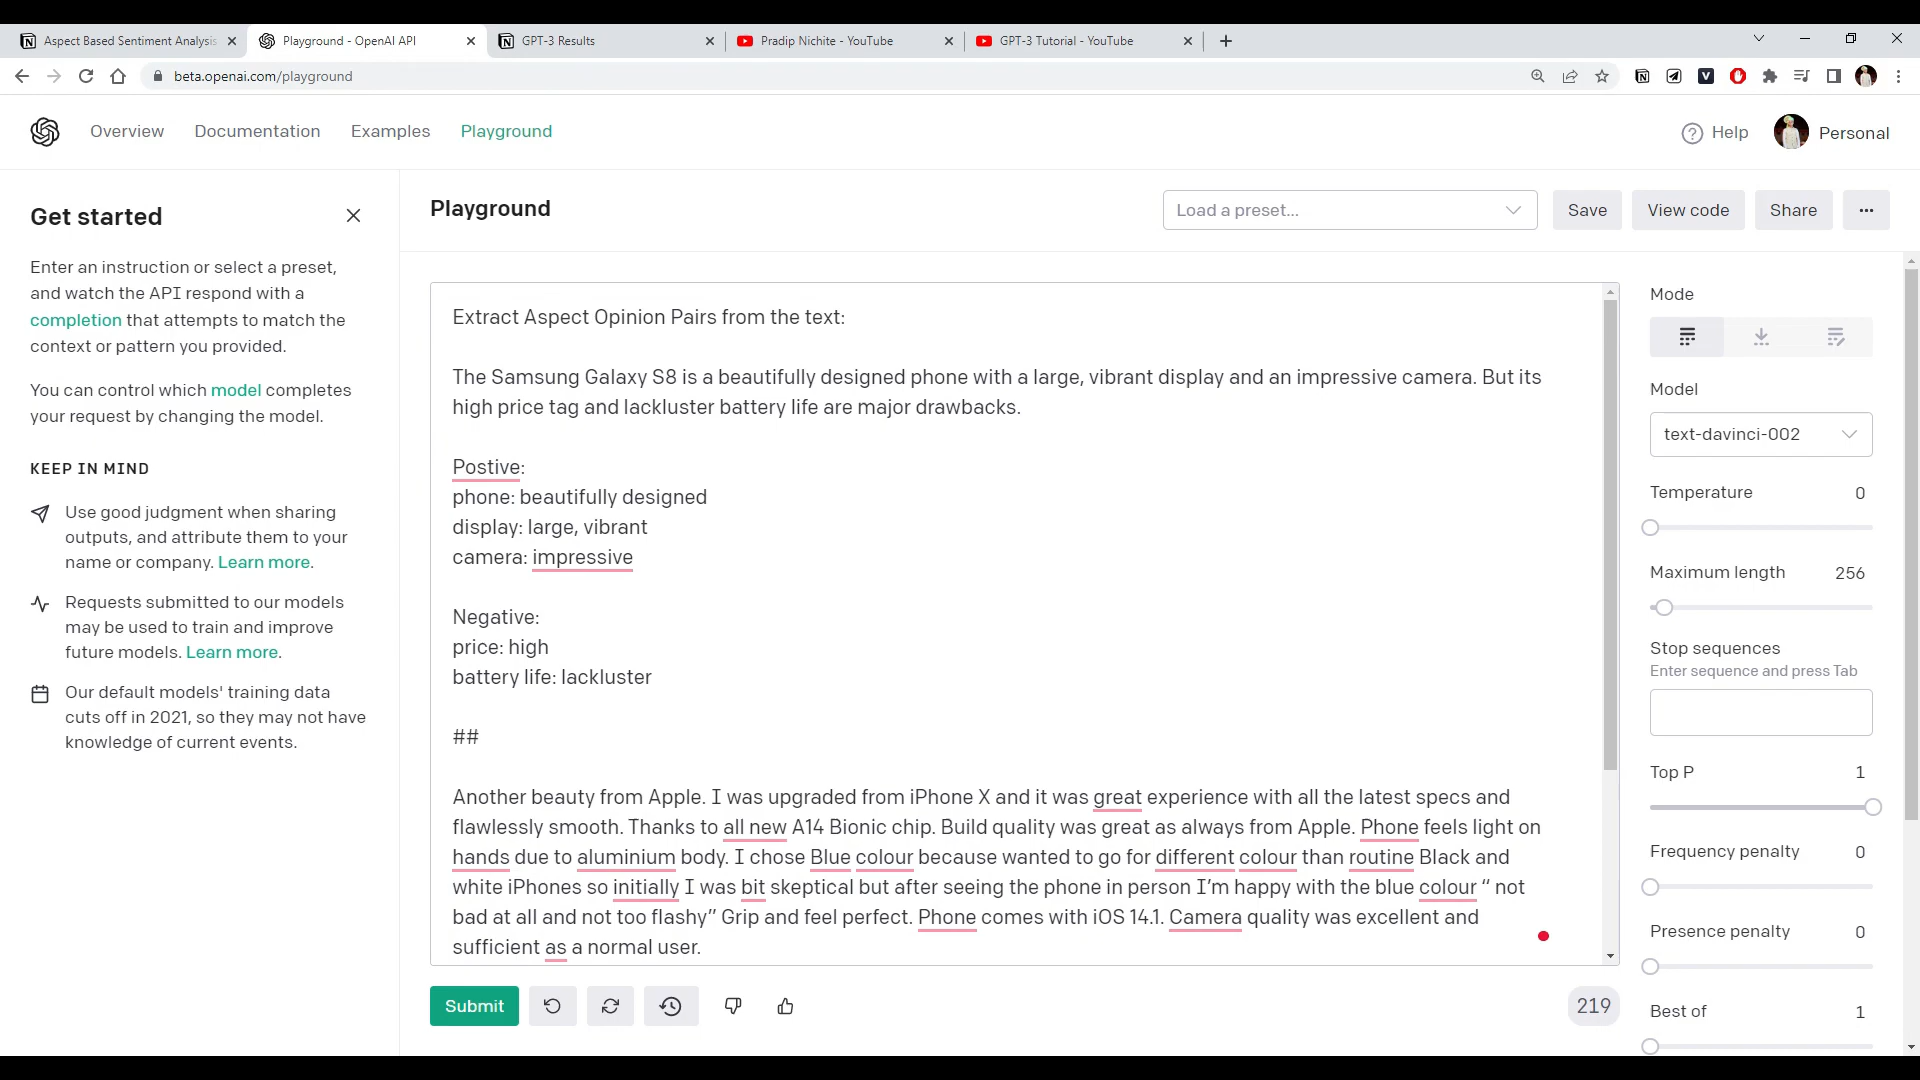 Aspect Based Sentiment Analysis
Playground - OpenAI API
GPT-3 Results
Pradip Nichite - YouTube
GPT-3 Tutorial - YouTube
beta.openai.com/playground
Overview
Documentation
Examples
Playground
Help
Personal
Get started
Enter an instruction or select a preset,
and watch the API respond with a
completion that attempts to match the
context or pattern you provided.
You can control which model completes
your request by changing the model.
KEEP IN MIND
Use good judgment when sharing
outputs, and attribute them to your
name or company. Learn more.
Requests submitted to our models
may be used to train and improve
future models. Learn more.
Our default models' training data
cuts off in 2021, so they may not have
knowledge of current events.
Playground
Load a preset...
Save
View code
Share
Extract Aspect Opinion Pairs from the text:
The Samsung Galaxy S8 is a beautifully designed phone with a large, vibrant display and an impressive camera. But its
high price tag and lackluster battery life are major drawbacks.
Postive:
phone: beautifully designed
display: large, vibrant
camera: impressive
Negative:
price: high
battery life: lackluster
##
Another beauty from Apple. I was upgraded from iPhone X and it was great experience with all the latest specs and
flawlessly smooth. Thanks to all new A14 Bionic chip. Build quality was great as always from Apple. Phone feels light on
hands due to aluminium body. I chose Blue colour because wanted to go for different colour than routine Black and
white iPhones so initially I was bit skeptical but after seeing the phone in person I’m happy with the blue colour “ not
bad at all and not too flashy” Grip and feel perfect. Phone comes with iOS 14.1. Camera quality was excellent and
sufficient as a normal user.
Submit
219
Mode
Model
text-davinci-002
Temperature 0
Maximum length 256
Stop sequences
Enter sequence and press Tab
Top P 1
Frequency penalty 0
Presence penalty 0
Best of 1